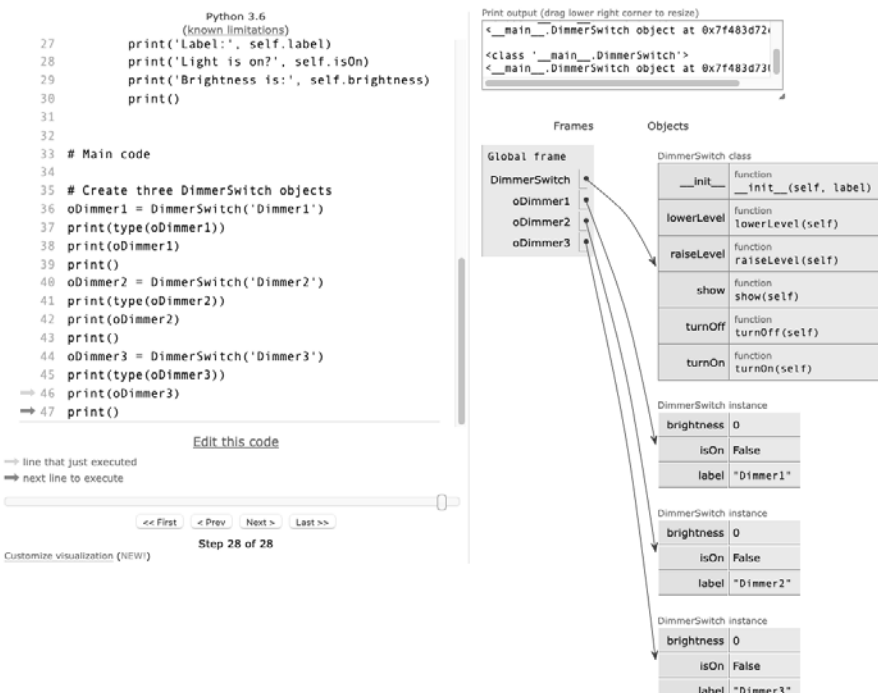 Python 3.6
(known limitations)
27 print('Label:', self.label)
28 print('Light is on?', self.isOn)
29 print('Brightness is:', self.brightness)
30 print()
31
32
33 # Main code
34
35 # Create three DimmerSwitch objects
36 oDimmer1 = DimmerSwitch('Dimmer1')
37 print(type(oDimmer1))
38 print(oDimmer1)
39 print()
40 oDimmer2 = DimmerSwitch('Dimmer2')
41 print(type(oDimmer2))
42 print(oDimmer2)
43 print()
44 oDimmer3 = DimmerSwitch('Dimmer3')
45 print(type(oDimmer3))
46 print(oDimmer3)
47 print()
Edit this code
line that just executed
next line to execute
<< First < Prev Next > Last >>
Step 28 of 28
Customize visualization (NEW!)
Print output (drag lower right corner to resize)
<__main__.DimmerSwitch object at 0x7f483d72
<class '__main__.DimmerSwitch'>
<__main__.DimmerSwitch object at 0x7f483d73
Frames Objects
Global frame
DimmerSwitch
oDimmer1
oDimmer2
oDimmer3
DimmerSwitch class
__init__ function
__init__(self, label)
lowerLevel function
lowerLevel(self)
raiseLevel function
raiseLevel(self)
show function
show(self)
turnOff function
turnOff(self)
turnOn function
turnOn(self)
DimmerSwitch instance
brightness 0
isOn False
label "Dimmer1"
DimmerSwitch instance
brightness 0
isOn False
label "Dimmer2"
DimmerSwitch instance
brightness 0
isOn False
label "Dimmer3"